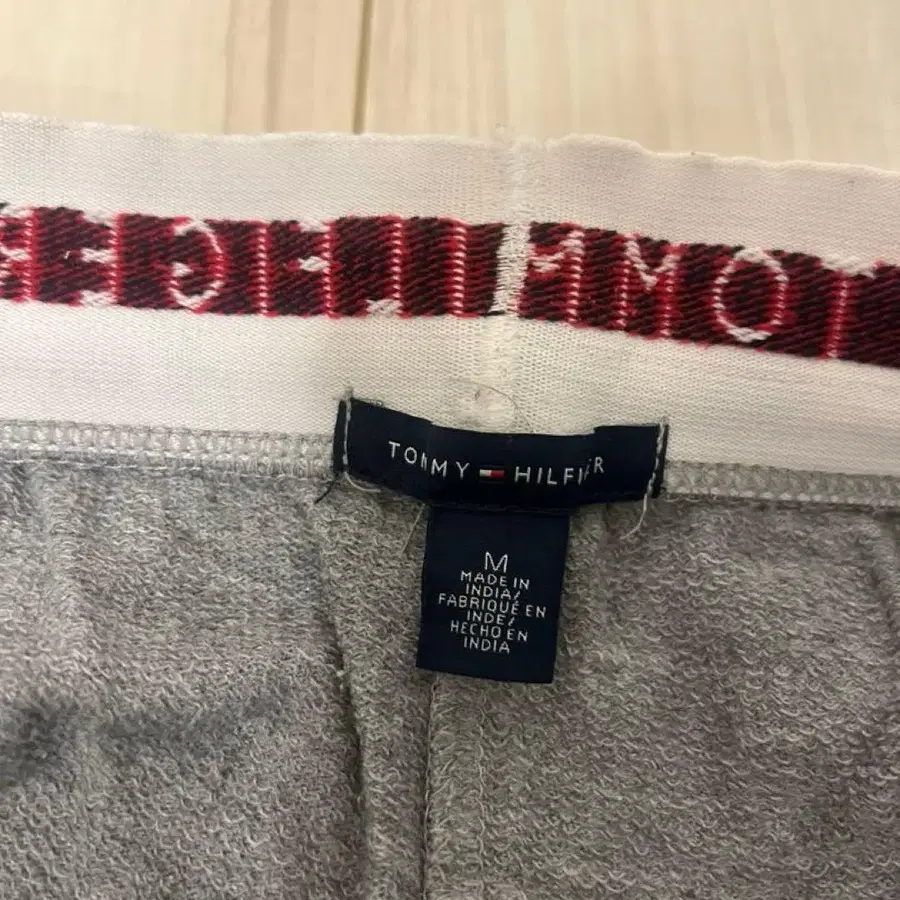 TOMMY HILFIGER
M
MADE IN
INDIA/
FABRIQUÉ EN
INDE/
HECHO EN
INDIA